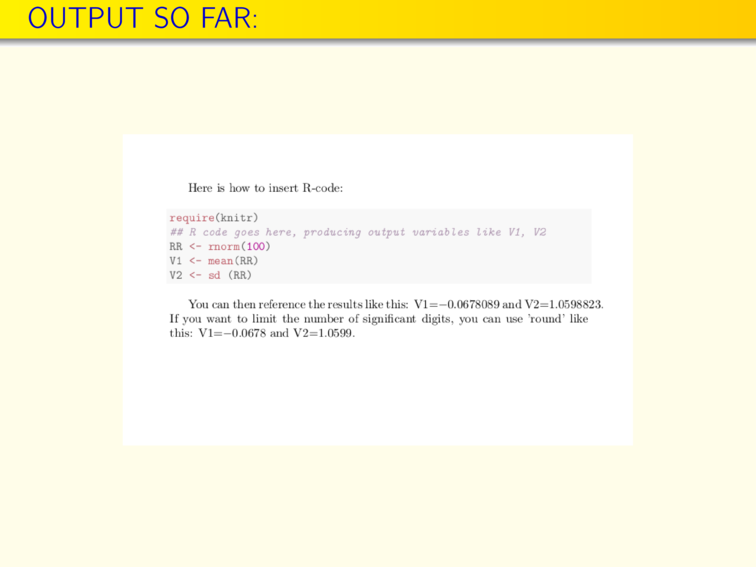 OUTPUT SO FAR:
Here is how to insert R-code:
require(knitr)
## R code goes here, producing output variables like V1, V2
RR <- rnorm(100)
V1 <- mean(RR)
V2 <- sd (RR)
You can then reference the results like this: V1=−0.0678089 and V2=1.0598823.
If you want to limit the number of significant digits, you can use 'round' like
this: V1=−0.0678 and V2=1.0599.